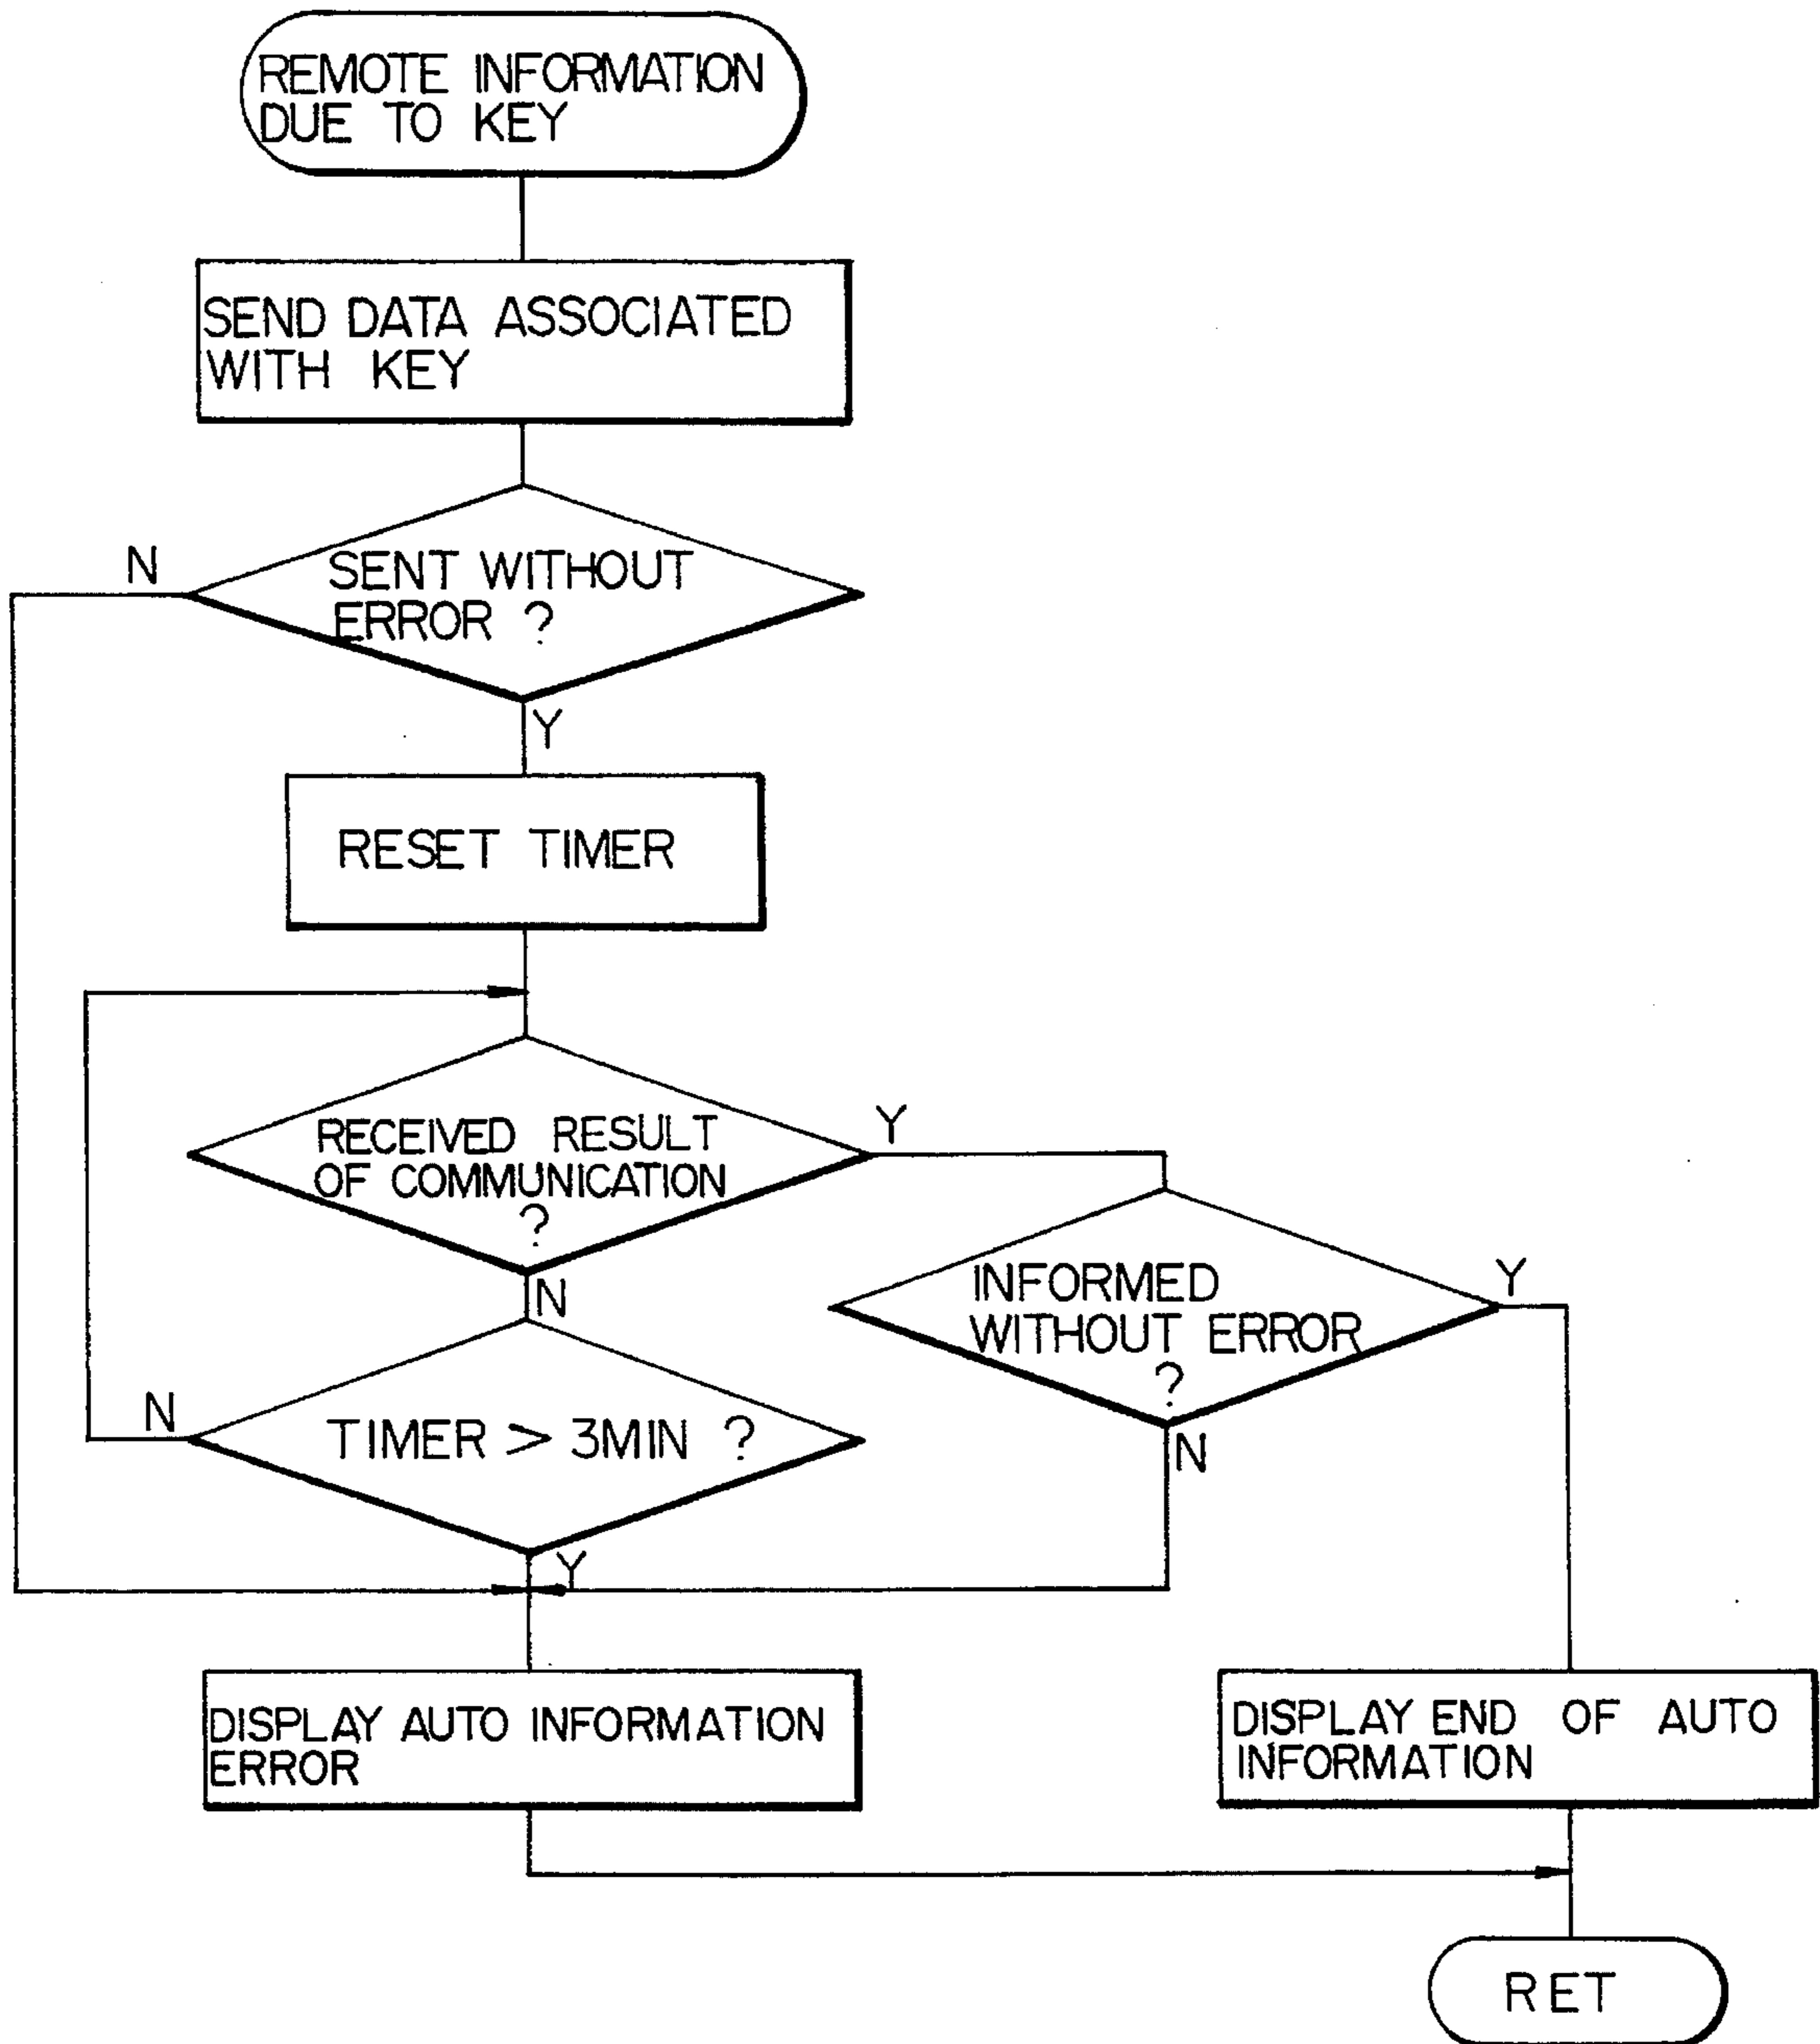 REMOTE INFORMATION
DUE TO KEY
SEND DATA ASSOCIATED
WITH KEY
N
SENT WITHOUT
ERROR ?
Y
RESET TIMER
RECEIVED RESULT
OF COMMUNICATION
?
Y
N
INFORMED
WITHOUT ERROR
?
Y
N
N
TIMER > 3MIN ?
Y
DISPLAY AUTO INFORMATION
ERROR
DISPLAY END OF AUTO
INFORMATION
RET